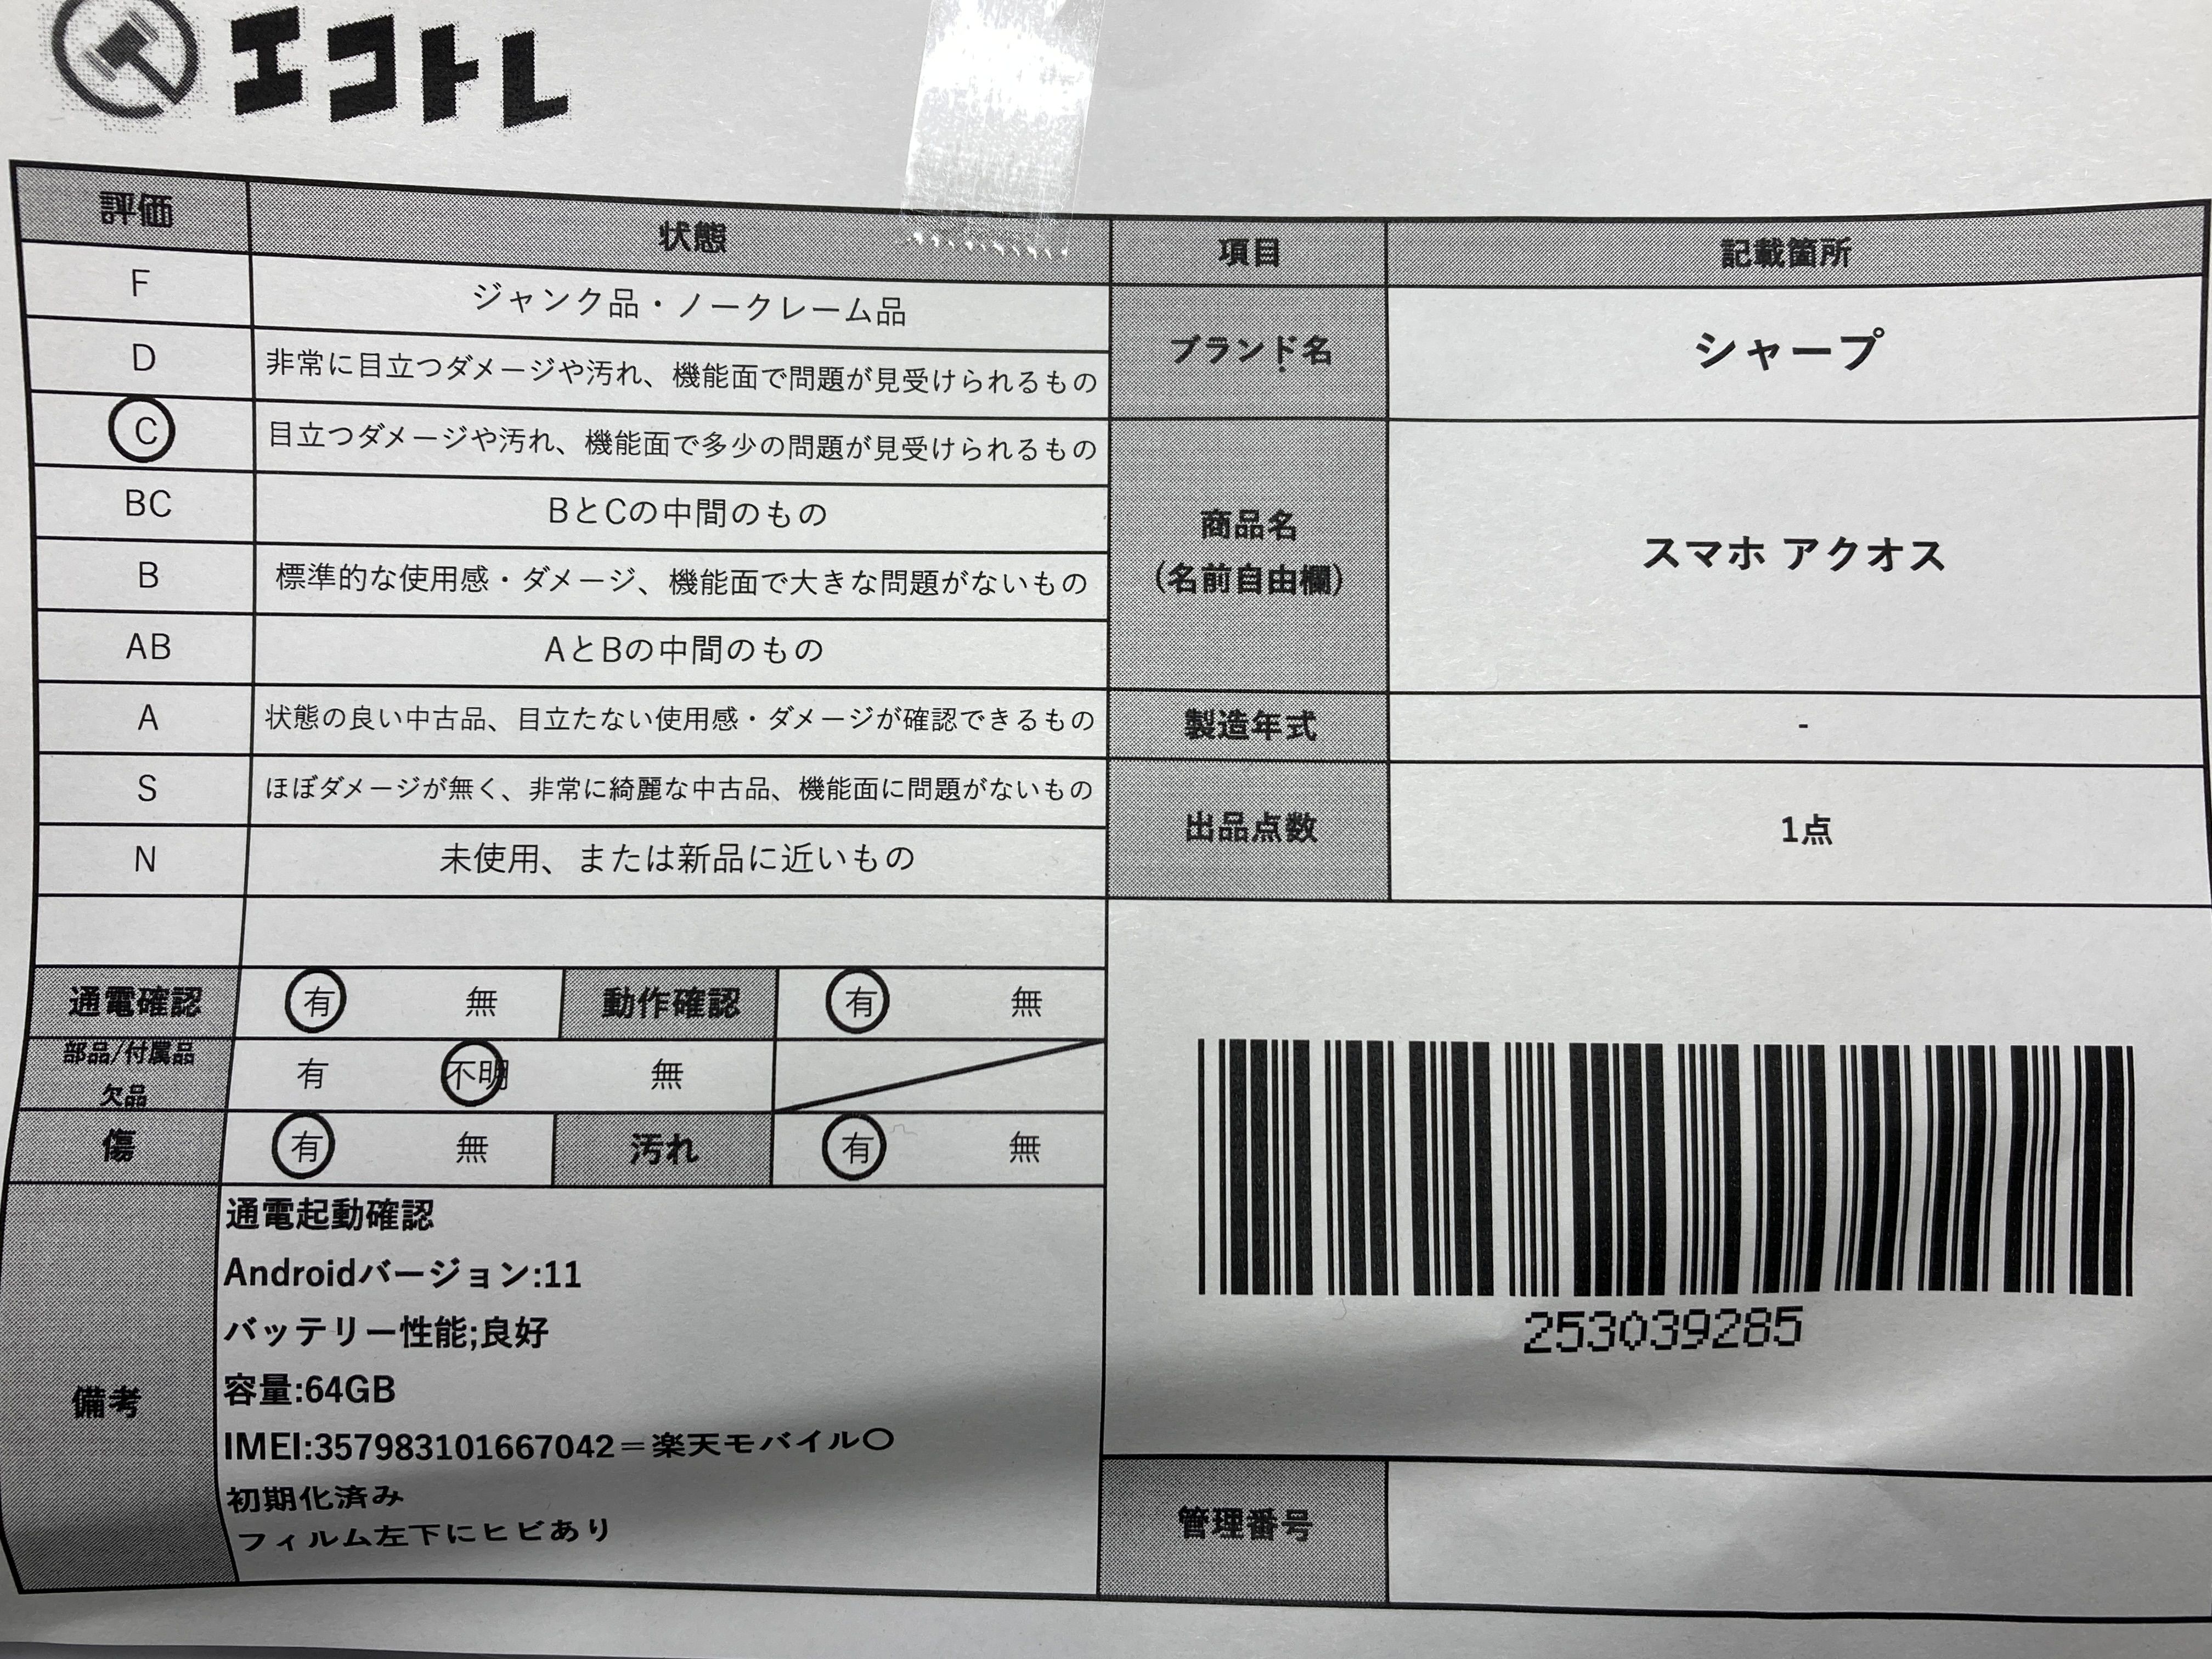 エコトレ
評価 状態
F ジャンク品・ノークレーム品
D 非常に目立つダメージや汚れ、機能面で問題が見受けられるもの
C 目立つダメージや汚れ、機能面で多少の問題が見受けられるもの
BC BとCの中間のもの
B 標準的な使用感・ダメージ、機能面で大きな問題がないもの
AB AとBの中間のもの
A 状態の良い中古品、目立たない使用感・ダメージが確認できるもの
S ほぼダメージが無く、非常に綺麗な中古品、機能面に問題がないもの
N 未使用、または新品に近いもの
通電確認 有 無 動作確認 有 無
部品/付属品
欠品 有 不明 無
傷 有 無 汚れ 有 無
備考
通電起動確認
Androidバージョン:11
バッテリー性能;良好
容量:64GB
IMEI:357983101667042＝楽天モバイル〇
初期化済み
フィルム左下にヒビあり
項目 記載箇所
ブランド名 シャープ
商品名
(名前自由欄) スマホ アクオス
製造年式 -
出品点数 1点
253039285
管理番号